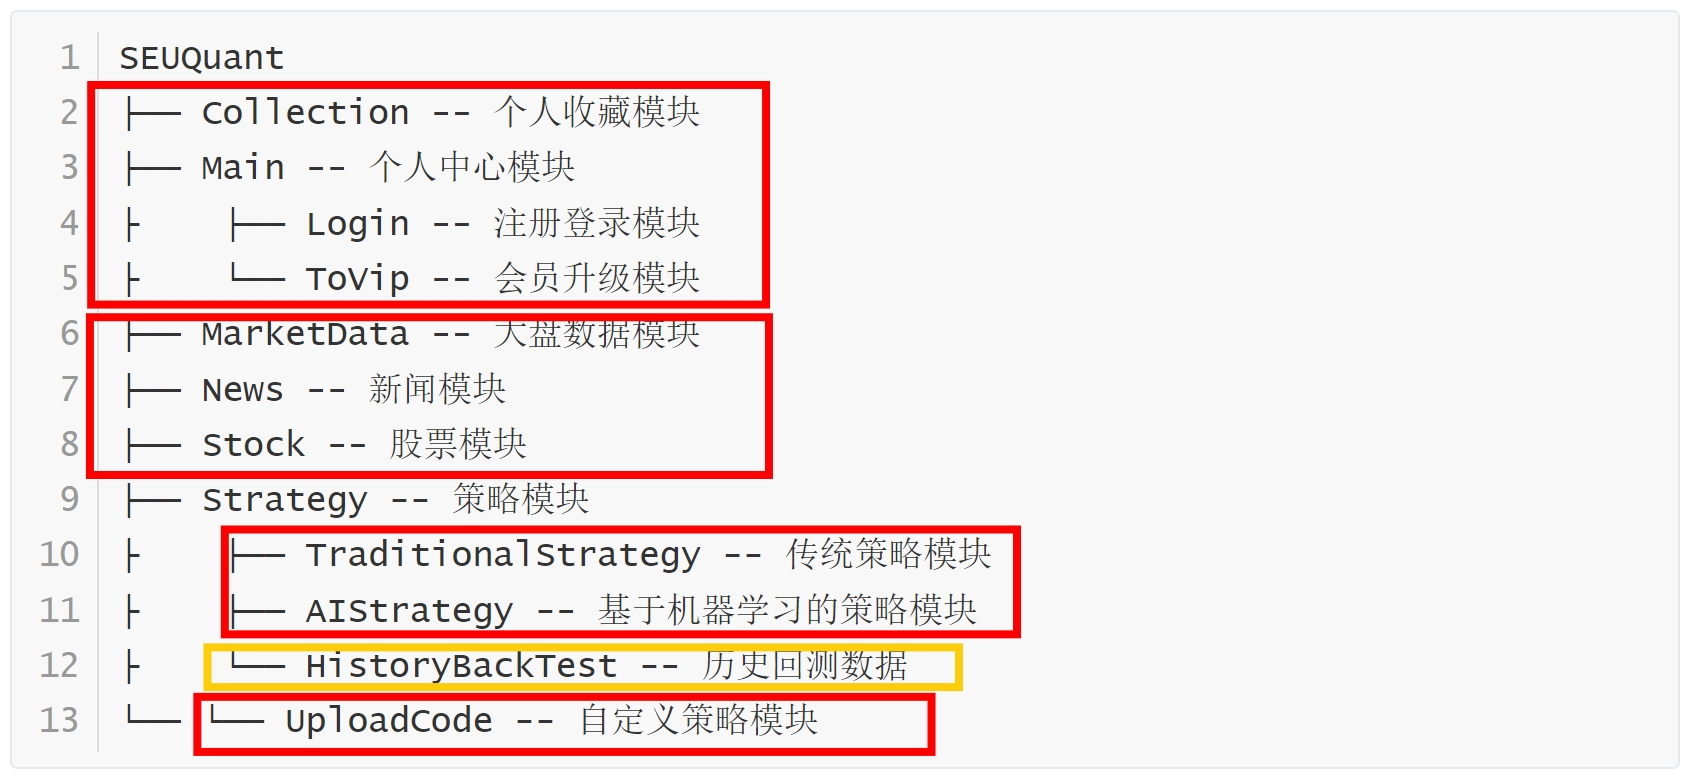 1 SEUQuant
2 ├── Collection -- 个人收藏模块
3 ├── Main -- 个人中心模块
4 ├    ├── Login -- 注册登录模块
5 ├    └── ToVip -- 会员升级模块
6 ├── MarketData -- 大盘数据模块
7 ├── News -- 新闻模块
8 ├── Stock -- 股票模块
9 ├── Strategy -- 策略模块
10 ├    ├── TraditionalStrategy -- 传统策略模块
11 ├    ├── AIStrategy -- 基于机器学习的策略模块
12 ├    └── HistoryBackTest -- 历史回测数据
13 └── └── UploadCode -- 自定义策略模块